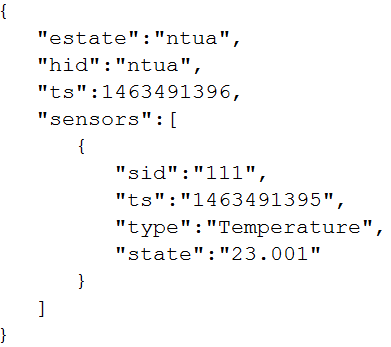 {
"estate":"ntua",
"hid":"ntua",
"ts":1463491396,
"sensors":[
{
"sid":"111",
"ts":"1463491395",
"type":"Temperature",
"state":"23.001"
}
]
}